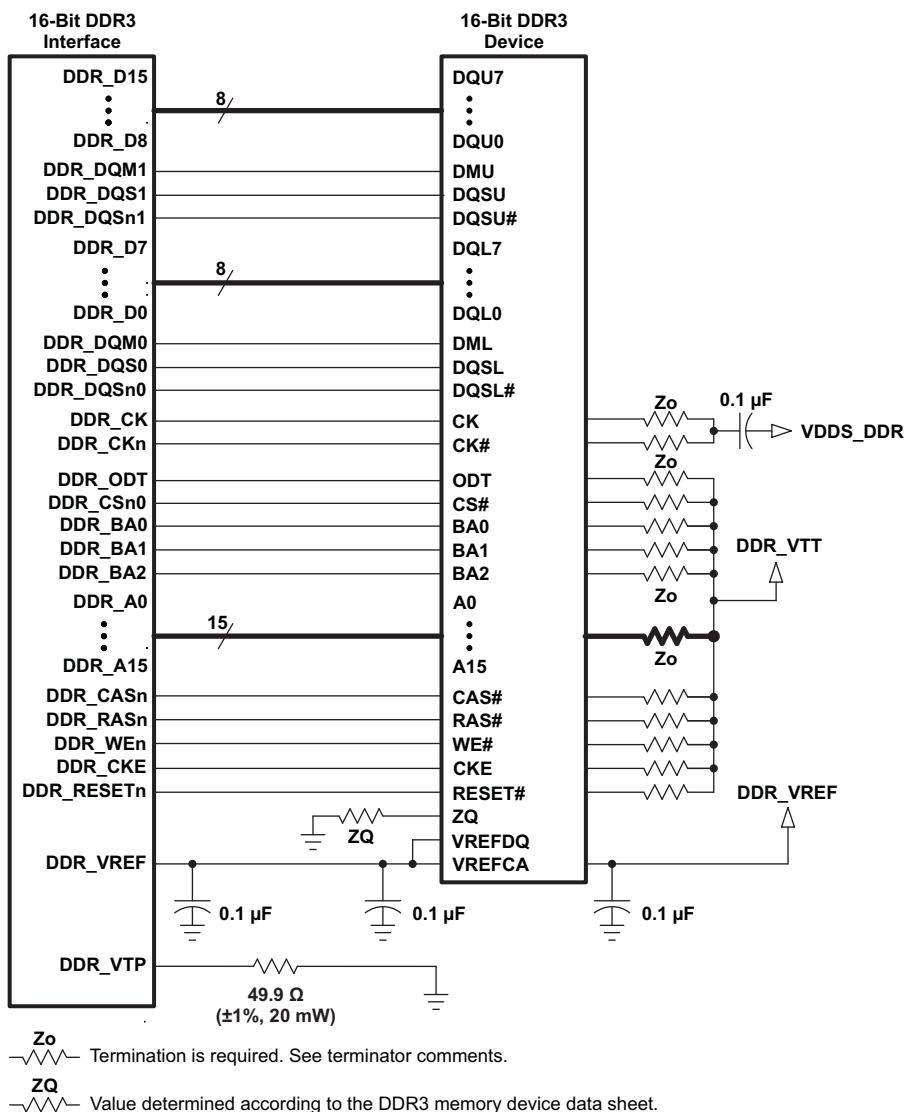 16-Bit DDR3
Interface
16-Bit DDR3
Device
DDR_D15
8
DQU7
DDR_D8
DQU0
DDR_DQM1
DMU
DDR_DQS1
DQSU
DDR_DQSn1
DQSU#
DDR_D7
8
DQL7
DDR_D0
DQL0
DDR_DQM0
DML
DDR_DQS0
DQSL
DDR_DQSn0
DQSL#
DDR_CK
CK
Zo
0.1 µF
VDDS_DDR
DDR_CKn
CK#
Zo
DDR_ODT
ODT
DDR_CSn0
CS#
DDR_BA0
BA0
DDR_BA1
BA1
DDR_VTT
DDR_BA2
BA2
Zo
DDR_A0
A0
15
Zo
DDR_A15
A15
DDR_CASn
CAS#
DDR_RASn
RAS#
DDR_WEn
WE#
DDR_CKE
CKE
DDR_RESETn
RESET#
DDR_VREF
ZQ
ZQ
VREFDQ
DDR_VREF
VREFCA
0.1 µF
0.1 µF
0.1 µF
DDR_VTP
49.9 Ω
(±1%, 20 mW)
Zo
Termination is required. See terminator comments.
ZQ
Value determined according to the DDR3 memory device data sheet.